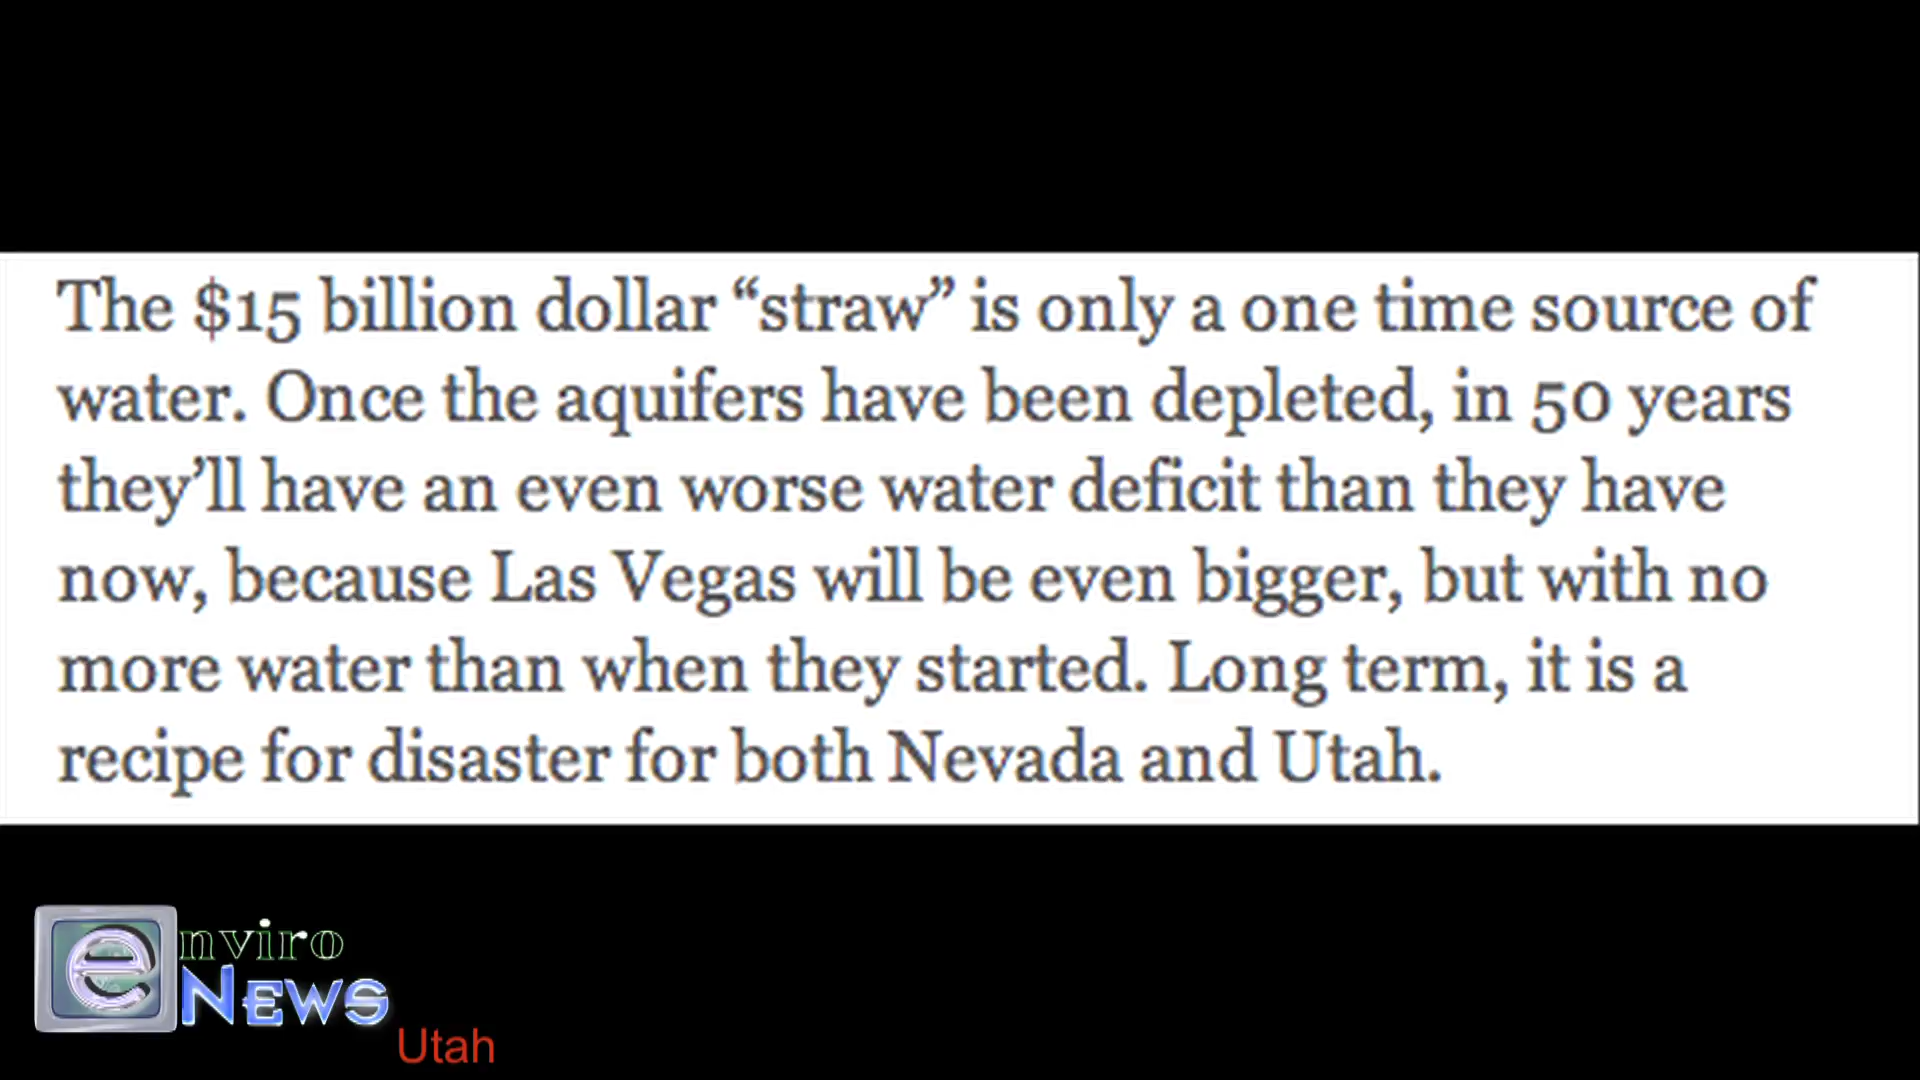 The $15 billion dollar “straw” is only a one time source of
water. Once the aquifers have been depleted, in 50 years
they’ll have an even worse water deficit than they have
now, because Las Vegas will be even bigger, but with no
more water than when they started. Long term, it is a
recipe for disaster for both Nevada and Utah.
enviro
News
Utah